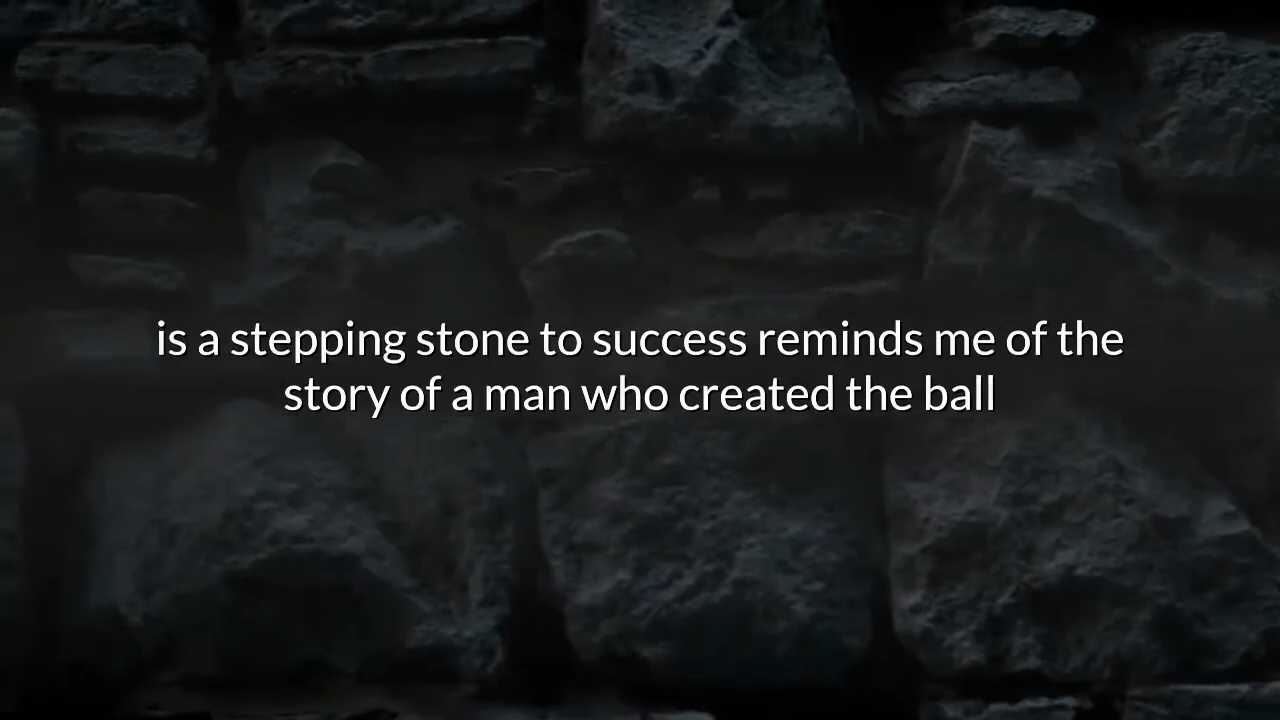 is a stepping stone to success reminds me of the
story of a man who created the ball